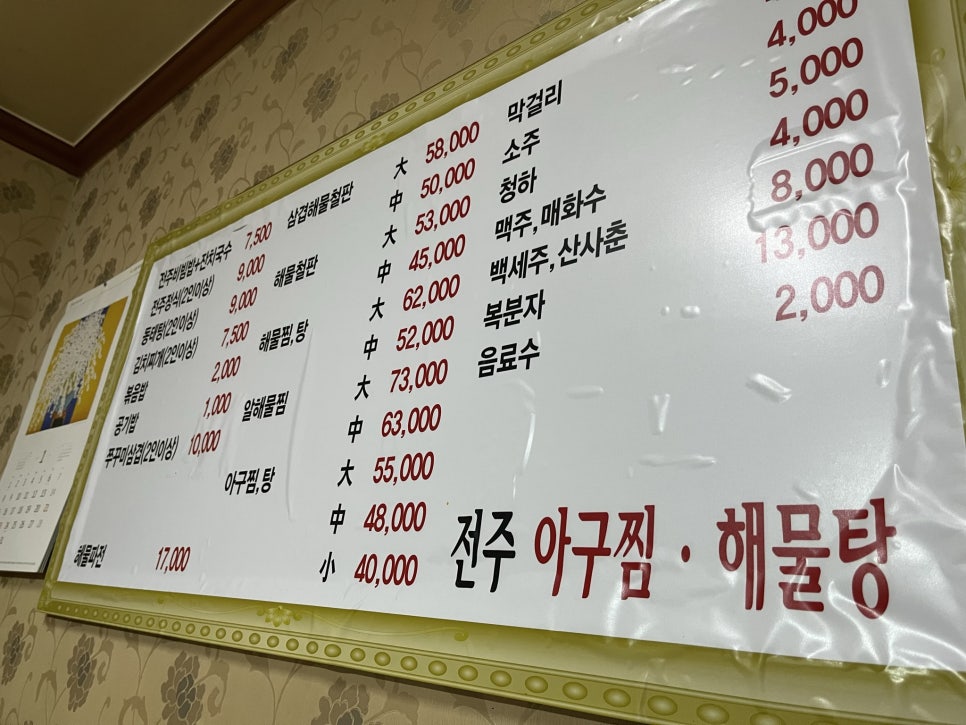 전주비빔밥+잔치국수 7,500
전주정식(2인이상) 9,000
동태탕(2인이상) 9,000
김치찌개(2인이상) 7,500
볶음밥 2,000
공기밥 1,000
쭈꾸미삼겹(2인이상) 10,000
해물파전 17,000
삼겹해물철판 大 58,000
中 50,000
해물철판 大 53,000
中 45,000
해물찜,탕 大 62,000
中 52,000
알해물찜 大 73,000
中 63,000
아구찜,탕 大 55,000
中 48,000
小 40,000
막걸리
소주 4,000
청하 5,000
맥주,매화수 4,000
백세주,산사춘 8,000
복분자 13,000
음료수 2,000
전주 아구찜·해물탕